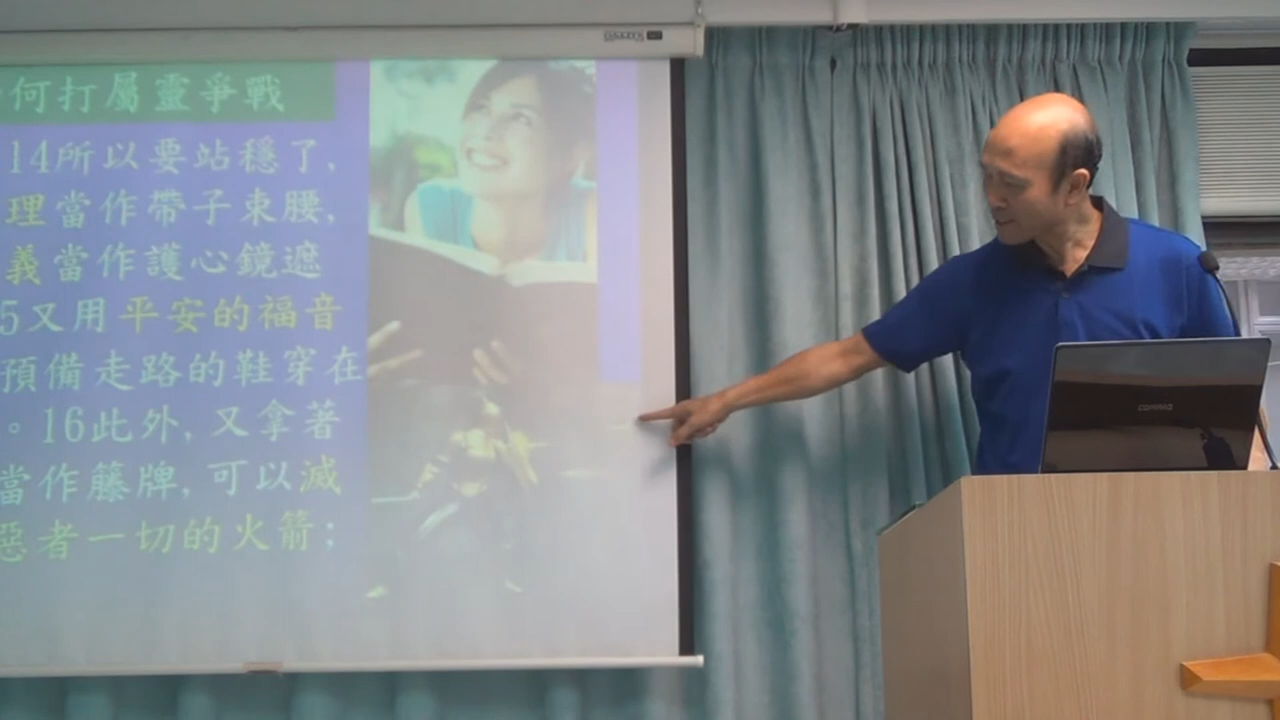 何打屬靈爭戰
14所以要站穩了,
理當作帶子束腰,
義當作護心鏡遮
5又用平安的福音
預備走路的鞋穿在
。16此外,又拿著
當作籐牌,可以滅
惡者一切的火箭;
COMPAQ